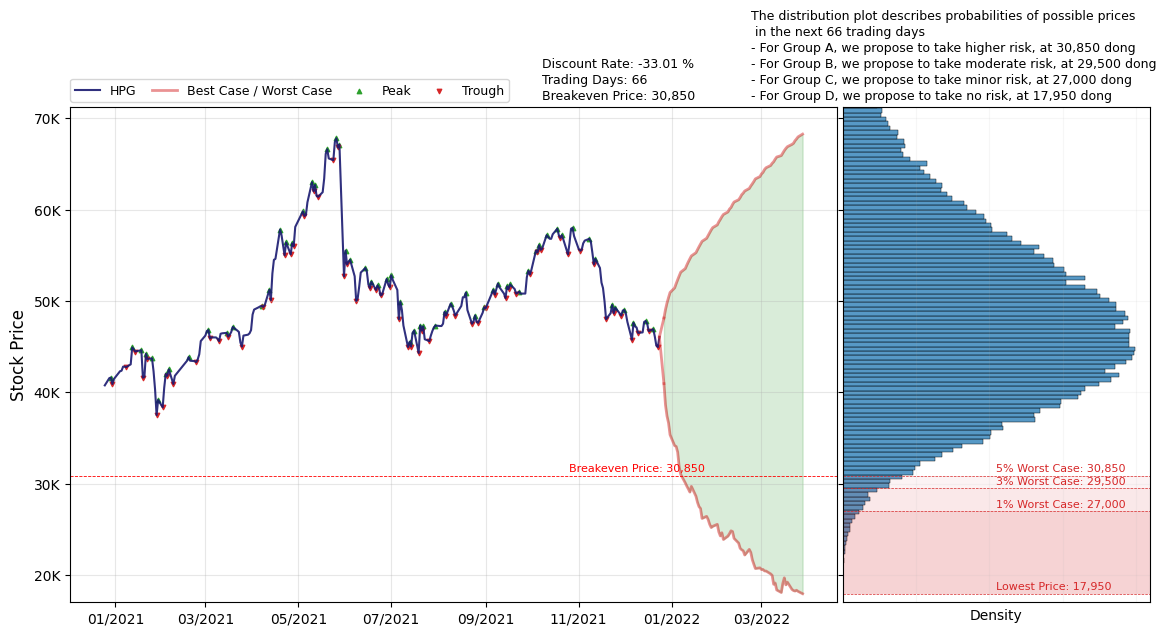 The distribution plot describes probabilities of possible prices
in the next 66 trading days
- For Group A, we propose to take higher risk, at 30,850 dong
- For Group B, we propose to take moderate risk, at 29,500 dong
- For Group C, we propose to take minor risk, at 27,000 dong
- For Group D, we propose to take no risk, at 17,950 dong
Discount Rate: -33.01 %
Trading Days: 66
Breakeven Price: 30,850
HPG
Best Case / Worst Case
Peak
Trough
Stock Price
70K
60K
50K
40K
30K
20K
Breakeven Price: 30,850
5% Worst Case: 30,850
3% Worst Case: 29,500
1% Worst Case: 27,000
Lowest Price: 17,950
01/2021
03/2021
05/2021
07/2021
09/2021
11/2021
01/2022
03/2022
Density